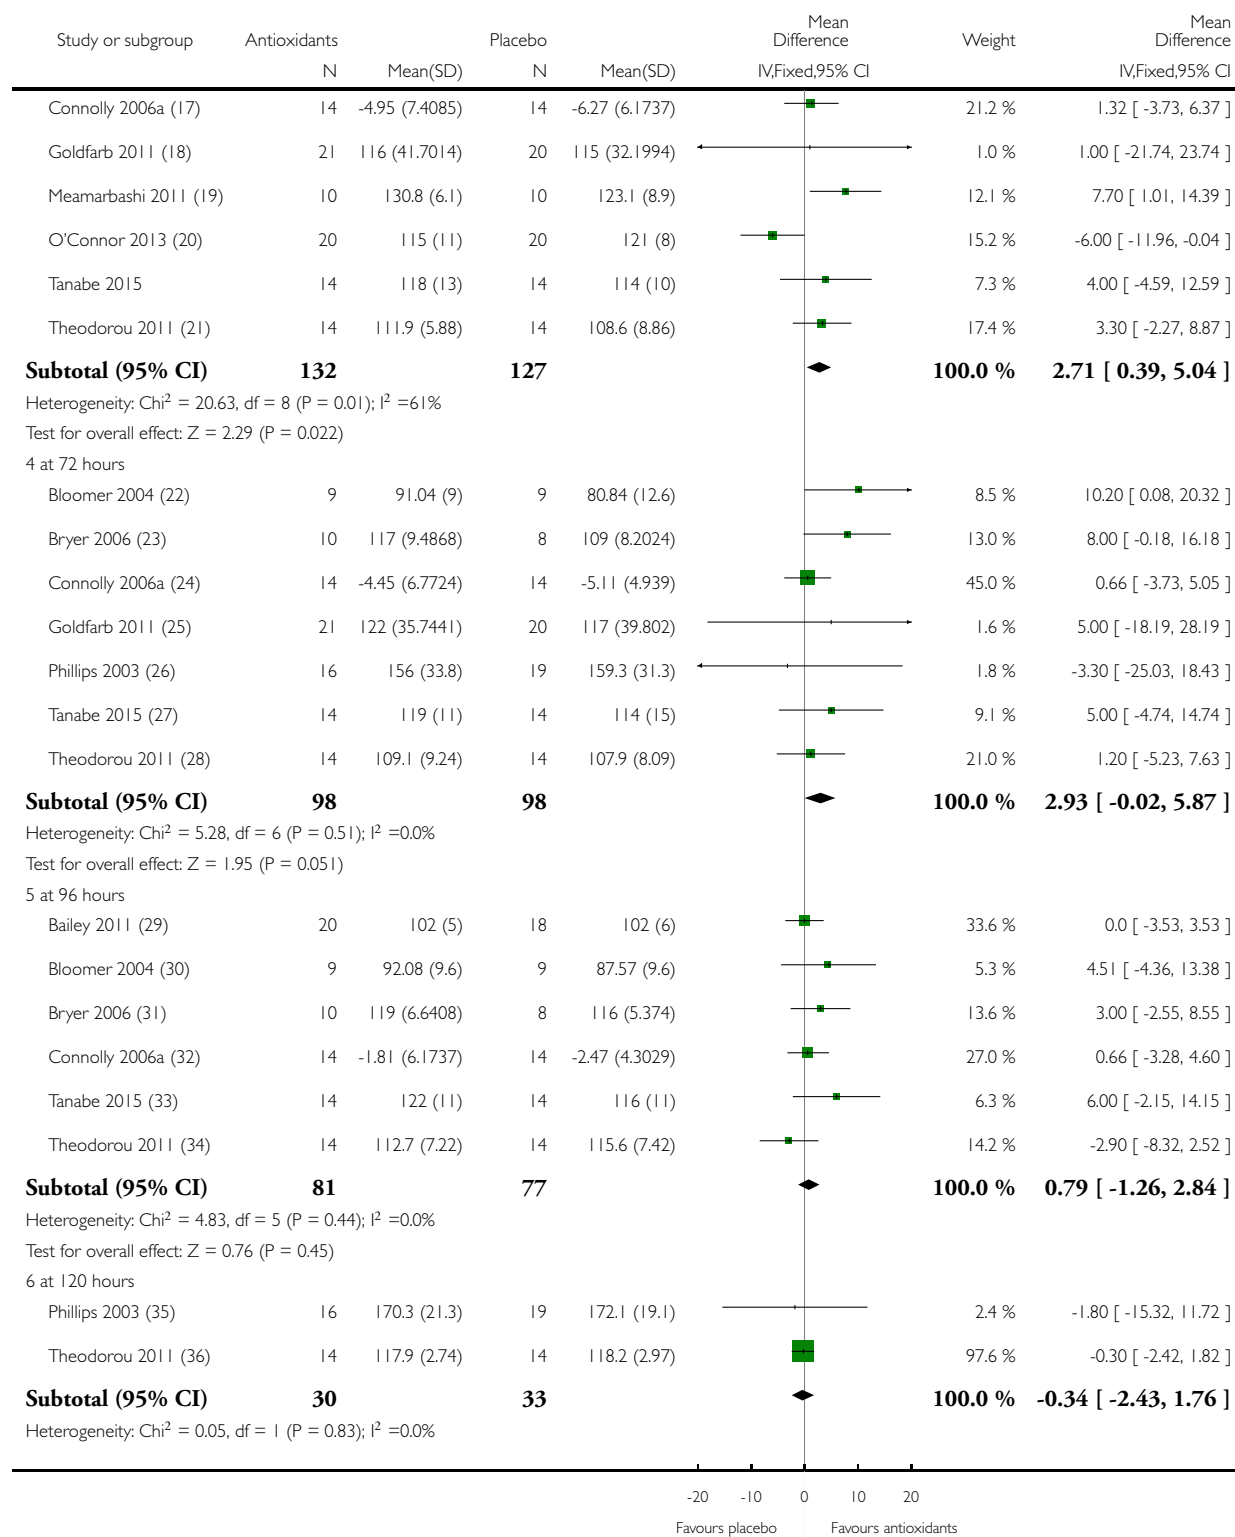 Study or subgroup Antioxidants Placebo Mean Difference Weight Mean Difference
N Mean(SD) N Mean(SD) IV,Fixed,95% CI IV,Fixed,95% CI
Connolly 2006a (17) 14 -4.95 (7.4085) 14 -6.27 (6.1737) 21.2 % 1.32 [ -3.73, 6.37 ]
Goldfarb 2011 (18) 21 116 (41.7014) 20 115 (32.1994) 1.0 % 1.00 [ -21.74, 23.74 ]
Meamarbashi 2011 (19) 10 130.8 (6.1) 10 123.1 (8.9) 12.1 % 7.70 [ 1.01, 14.39 ]
O'Connor 2013 (20) 20 115 (11) 20 121 (8) 15.2 % -6.00 [ -11.96, -0.04 ]
Tanabe 2015 14 118 (13) 14 114 (10) 7.3 % 4.00 [ -4.59, 12.59 ]
Theodorou 2011 (21) 14 111.9 (5.88) 14 108.6 (8.86) 17.4 % 3.30 [ -2.27, 8.87 ]
Subtotal (95% CI) 132 127 100.0 % 2.71 [ 0.39, 5.04 ]
Heterogeneity: Chi² = 20.63, df = 8 (P = 0.01); I² =61%
Test for overall effect: Z = 2.29 (P = 0.022)
4 at 72 hours
Bloomer 2004 (22) 9 91.04 (9) 9 80.84 (12.6) 8.5 % 10.20 [ 0.08, 20.32 ]
Bryer 2006 (23) 10 117 (9.4868) 8 109 (8.2024) 13.0 % 8.00 [ -0.18, 16.18 ]
Connolly 2006a (24) 14 -4.45 (6.7724) 14 -5.11 (4.939) 45.0 % 0.66 [ -3.73, 5.05 ]
Goldfarb 2011 (25) 21 122 (35.7441) 20 117 (39.802) 1.6 % 5.00 [ -18.19, 28.19 ]
Phillips 2003 (26) 16 156 (33.8) 19 159.3 (31.3) 1.8 % -3.30 [ -25.03, 18.43 ]
Tanabe 2015 (27) 14 119 (11) 14 114 (15) 9.1 % 5.00 [ -4.74, 14.74 ]
Theodorou 2011 (28) 14 109.1 (9.24) 14 107.9 (8.09) 21.0 % 1.20 [ -5.23, 7.63 ]
Subtotal (95% CI) 98 98 100.0 % 2.93 [ -0.02, 5.87 ]
Heterogeneity: Chi² = 5.28, df = 6 (P = 0.51); I² =0.0%
Test for overall effect: Z = 1.95 (P = 0.051)
5 at 96 hours
Bailey 2011 (29) 20 102 (5) 18 102 (6) 33.6 % 0.0 [ -3.53, 3.53 ]
Bloomer 2004 (30) 9 92.08 (9.6) 9 87.57 (9.6) 5.3 % 4.51 [ -4.36, 13.38 ]
Bryer 2006 (31) 10 119 (6.6408) 8 116 (5.374) 13.6 % 3.00 [ -2.55, 8.55 ]
Connolly 2006a (32) 14 -1.81 (6.1737) 14 -2.47 (4.3029) 27.0 % 0.66 [ -3.28, 4.60 ]
Tanabe 2015 (33) 14 122 (11) 14 116 (11) 6.3 % 6.00 [ -2.15, 14.15 ]
Theodorou 2011 (34) 14 112.7 (7.22) 14 115.6 (7.42) 14.2 % -2.90 [ -8.32, 2.52 ]
Subtotal (95% CI) 81 77 100.0 % 0.79 [ -1.26, 2.84 ]
Heterogeneity: Chi² = 4.83, df = 5 (P = 0.44); I² =0.0%
Test for overall effect: Z = 0.76 (P = 0.45)
6 at 120 hours
Phillips 2003 (35) 16 170.3 (21.3) 19 172.1 (19.1) 2.4 % -1.80 [ -15.32, 11.72 ]
Theodorou 2011 (36) 14 117.9 (2.74) 14 118.2 (2.97) 97.6 % -0.30 [ -2.42, 1.82 ]
Subtotal (95% CI) 30 33 100.0 % -0.34 [ -2.43, 1.76 ]
Heterogeneity: Chi² = 0.05, df = 1 (P = 0.83); I² =0.0%
-20 -10 0 10 20
Favours placebo Favours antioxidants